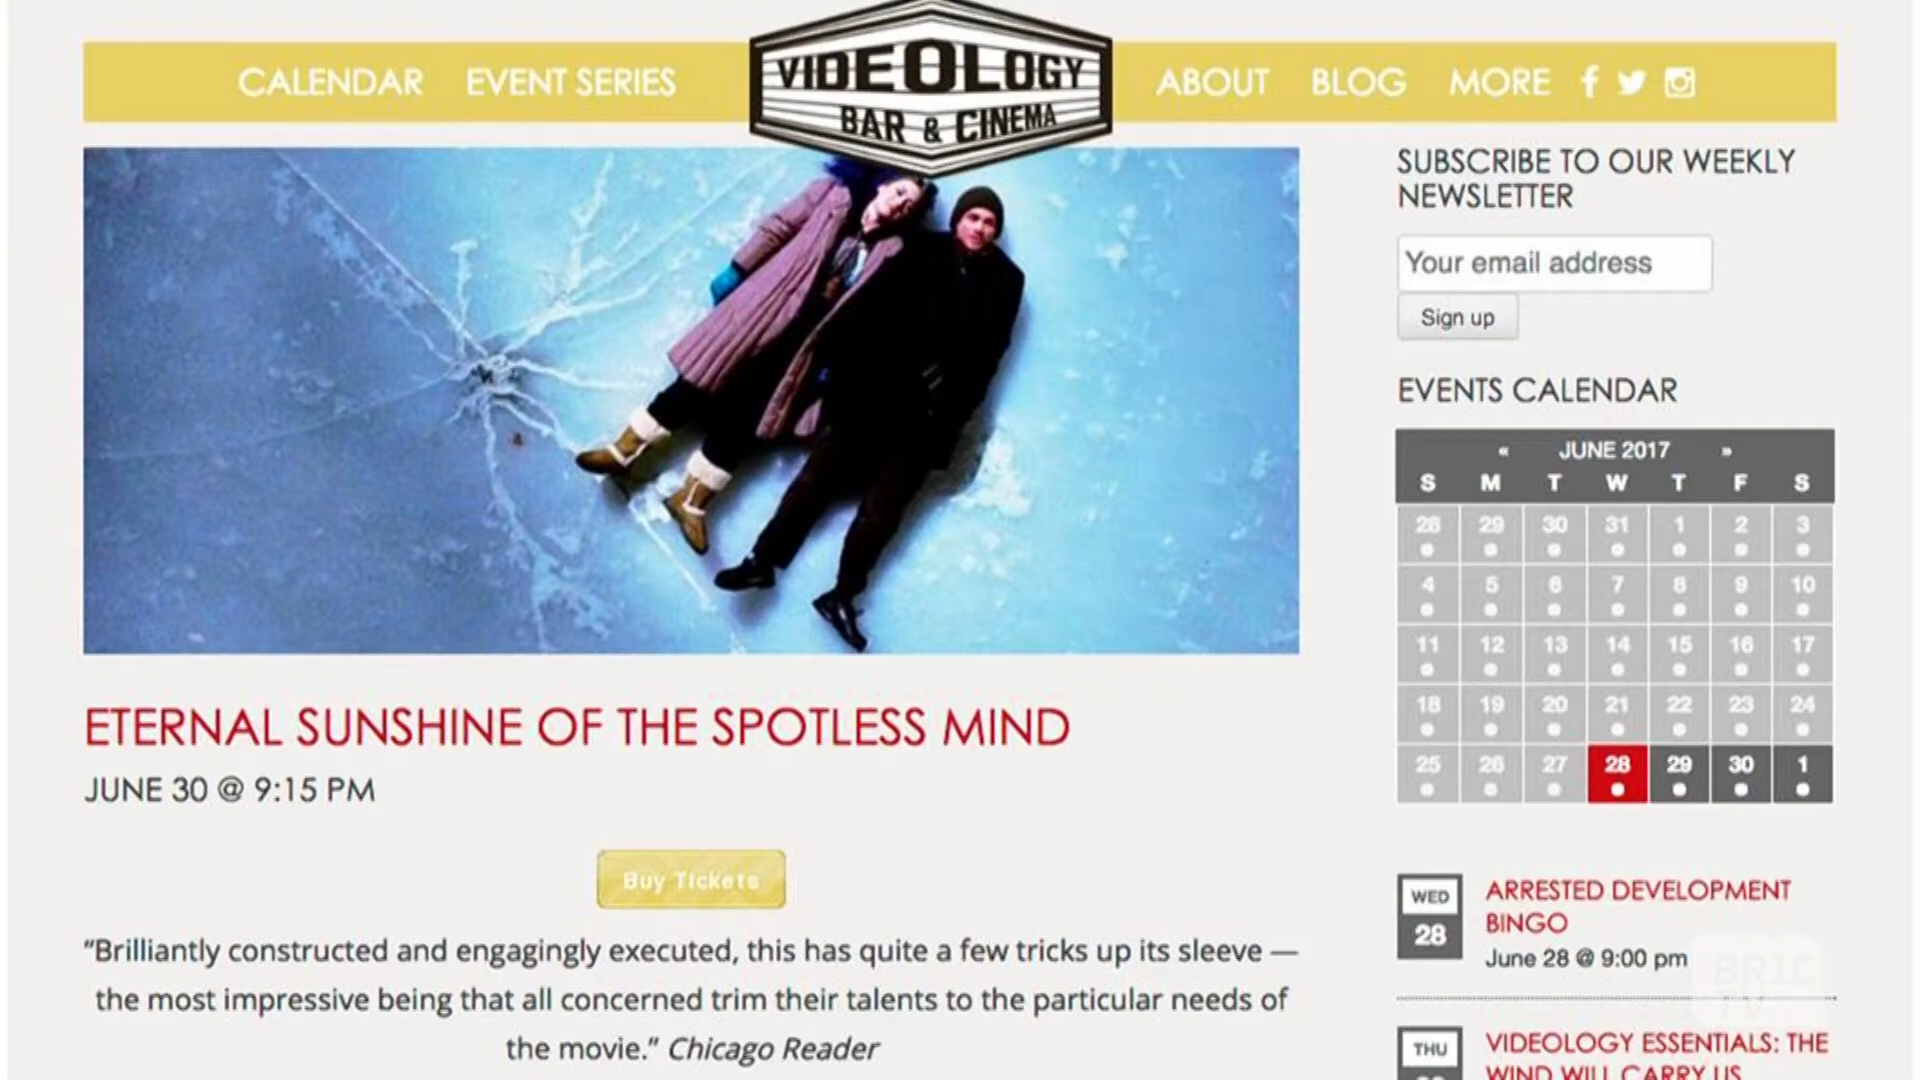 CALENDAR EVENT SERIES
VIDEOLOGY
BAR & CINEMA
ABOUT BLOG MORE
ETERNAL SUNSHINE OF THE SPOTLESS MIND
JUNE 30 @ 9:15 PM
Buy Tickets
“Brilliantly constructed and engagingly executed, this has quite a few tricks up its sleeve —
the most impressive being that all concerned trim their talents to the particular needs of
the movie.” Chicago Reader
SUBSCRIBE TO OUR WEEKLY
NEWSLETTER
Your email address
Sign up
EVENTS CALENDAR
« JUNE 2017 »
S M T W T F S
28 29 30 31 1 2 3
4 5 6 7 8 9 10
11 12 13 14 15 16 17
18 19 20 21 22 23 24
25 26 27 28 29 30 1
WED
28
ARRESTED DEVELOPMENT
BINGO
June 28 @ 9:00 pm
BRIC
TV
THU
VIDEOLOGY ESSENTIALS: THE
WIND WILL CARRY US